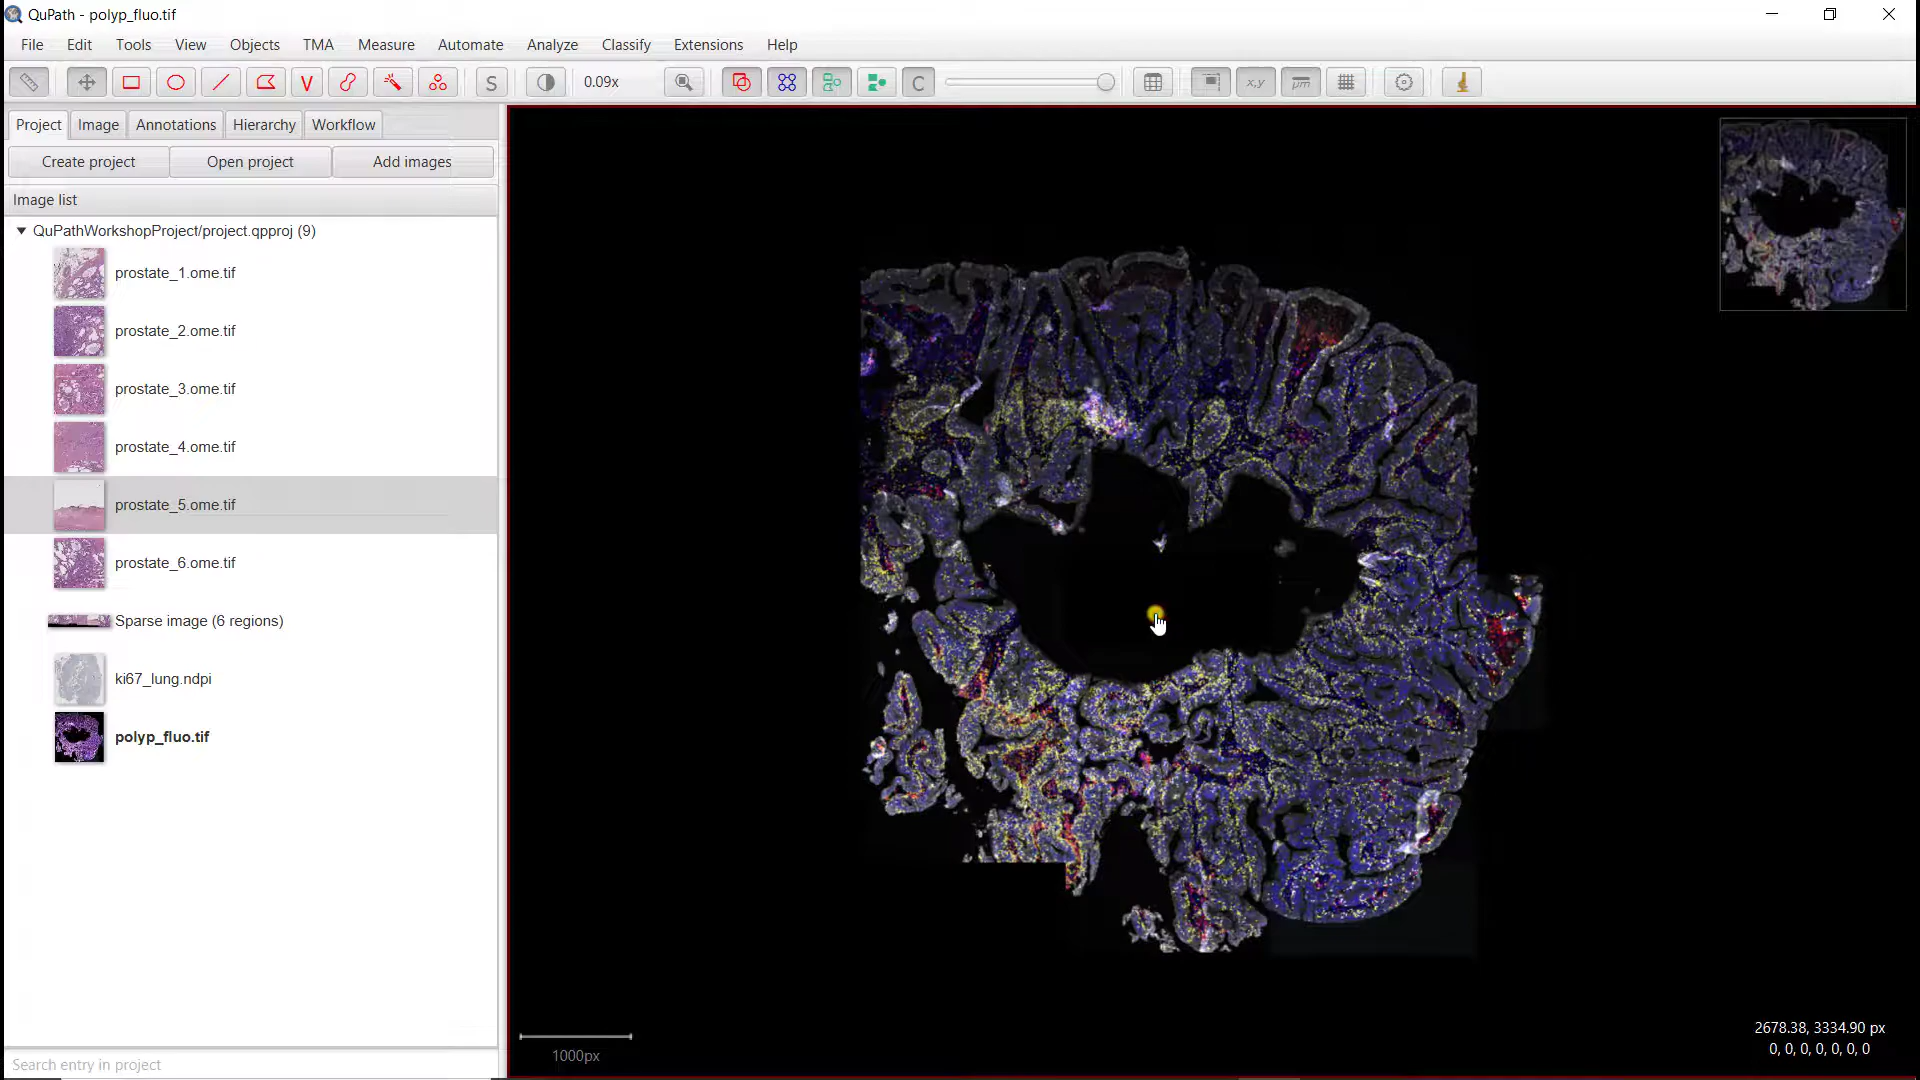 QuPath - polyp_fluo.tif
File Edit Tools View Objects TMA Measure Automate Analyze Classify Extensions Help
V S 0.09x C x,y μm
Project Image Annotations Hierarchy Workflow
Create project Open project Add images
Image list
QuPathWorkshopProject/project.qpproj (9)
prostate_1.ome.tif
prostate_2.ome.tif
prostate_3.ome.tif
prostate_4.ome.tif
prostate_5.ome.tif
prostate_6.ome.tif
Sparse image (6 regions)
ki67_lung.ndpi
polyp_fluo.tif
1000px
2678.38, 3334.90 px
0, 0, 0, 0, 0, 0, 0
Search entry in project